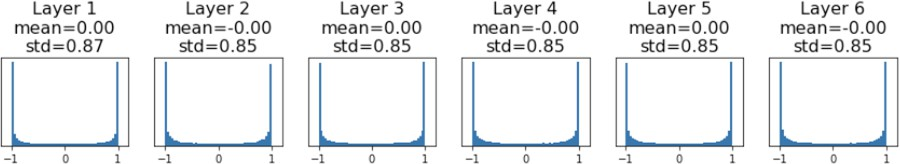 Layer 1
mean=0.00
std=0.87
Layer 2
mean=-0.00
std=0.85
Layer 3
mean=0.00
std=0.85
Layer 4
mean=-0.00
std=0.85
Layer 5
mean=0.00
std=0.85
Layer 6
mean=-0.00
std=0.85
−1 0 1
−1 0 1
−1 0 1
−1 0 1
−1 0 1
−1 0 1